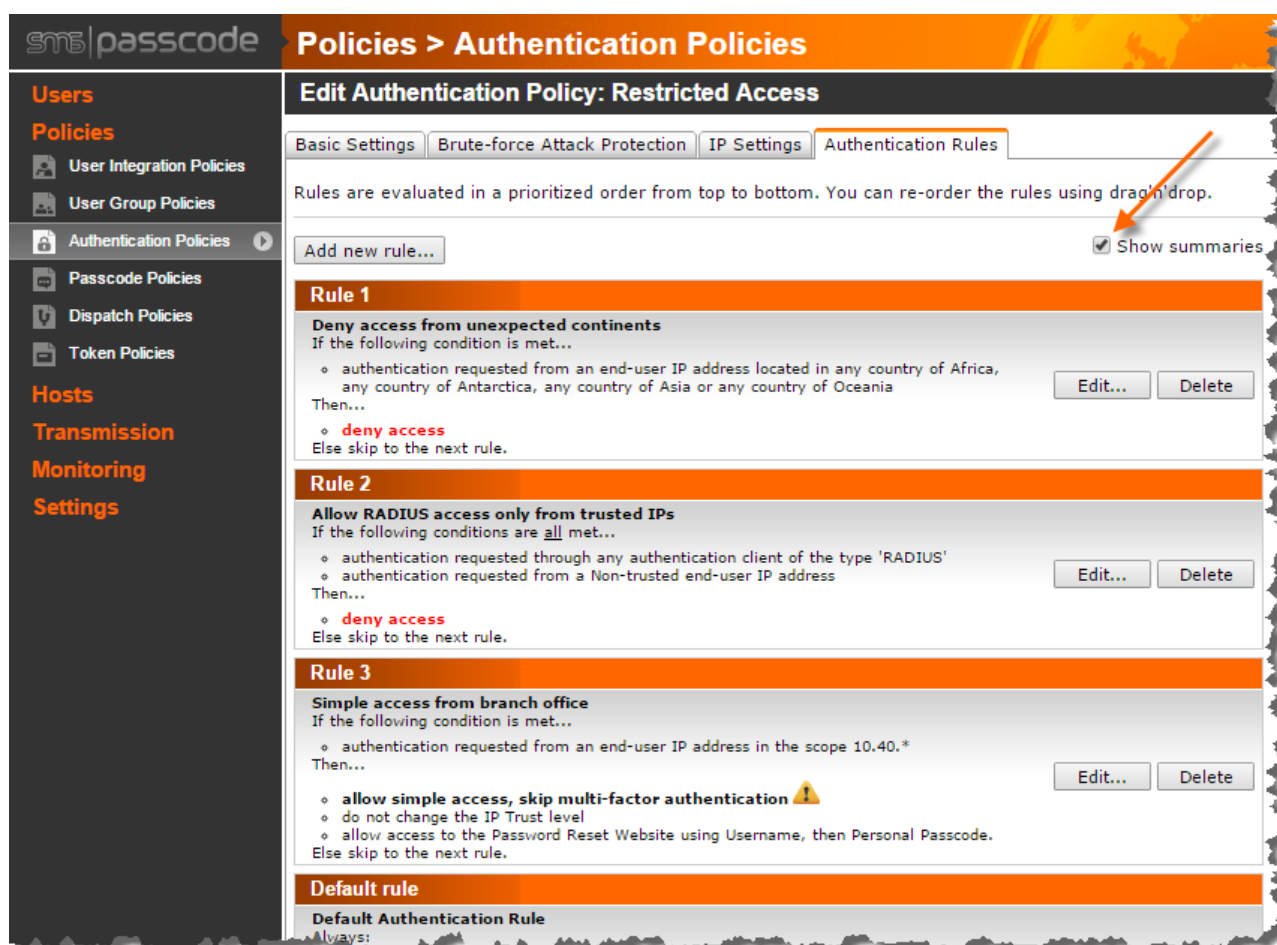 sms|passcode
Policies > Authentication Policies
Users
Policies
User Integration Policies
User Group Policies
Authentication Policies
Passcode Policies
Dispatch Policies
Token Policies
Hosts
Transmission
Monitoring
Settings
Edit Authentication Policy: Restricted Access
Basic Settings Brute-force Attack Protection IP Settings Authentication Rules
Rules are evaluated in a prioritized order from top to bottom. You can re-order the rules using drag'n'drop.
Add new rule... Show summaries
Rule 1
Deny access from unexpected continents
If the following condition is met...
authentication requested from an end-user IP address located in any country of Africa,
any country of Antarctica, any country of Asia or any country of Oceania
Edit... Delete
Then...
deny access
Else skip to the next rule.
Rule 2
Allow RADIUS access only from trusted IPs
If the following conditions are all met...
authentication requested through any authentication client of the type 'RADIUS'
authentication requested from a Non-trusted end-user IP address
Edit... Delete
Then...
deny access
Else skip to the next rule.
Rule 3
Simple access from branch office
If the following condition is met...
authentication requested from an end-user IP address in the scope 10.40.*
Then...
Edit... Delete
allow simple access, skip multi-factor authentication
do not change the IP Trust level
allow access to the Password Reset Website using Username, then Personal Passcode.
Else skip to the next rule.
Default rule
Default Authentication Rule
Always: